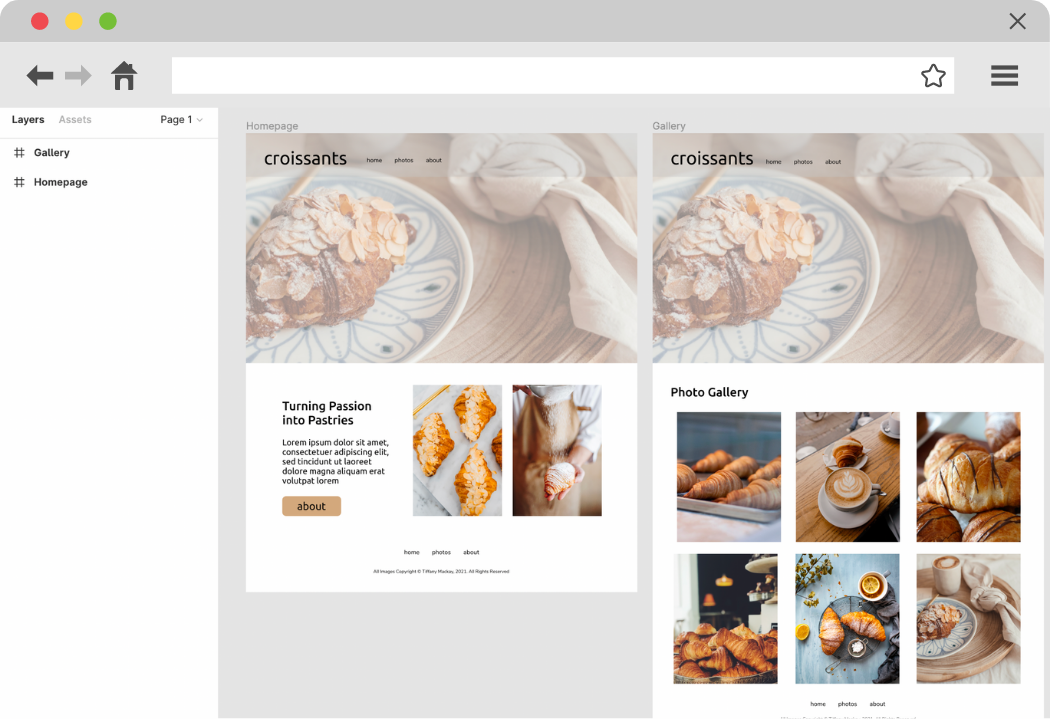 Layers Assets Page 1
Gallery
Homepage
Homepage
croissants home photos about
Turning Passion
into Pastries
Lorem ipsum dolor sit amet,
consectetuer adipiscing elit,
sed tincidunt ut laoreet
dolore magna aliquam erat
volutpat lorem
about
home photos about
All Images Copyright © Tiffany Mackay, 2021. All Rights Reserved
Gallery
croissants home photos about
Photo Gallery
home photos about